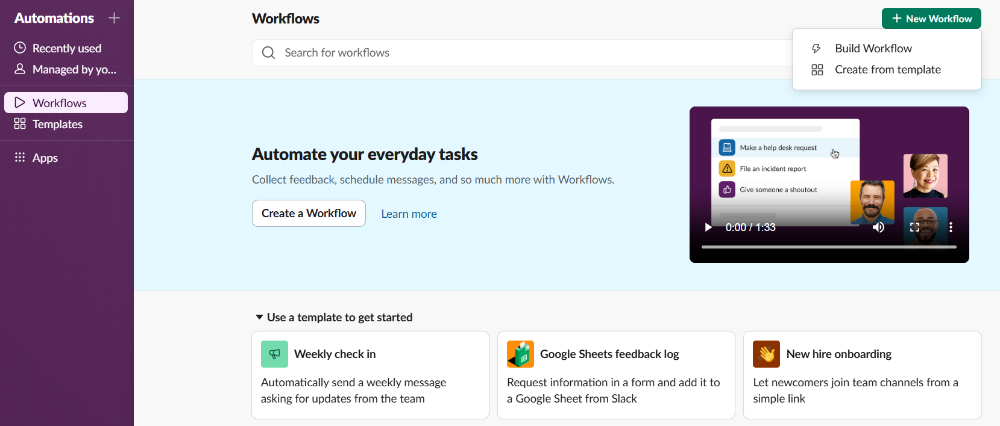 Automations
Recently used
Managed by yo...
Workflows
Templates
Apps
Workflows
New Workflow
Search for workflows
Build Workflow
Create from template
Automate your everyday tasks
Collect feedback, schedule messages, and so much more with Workflows.
Create a Workflow
Learn more
Make a help desk request
File an incident report
Give someone a shoutout
0:00 / 1:33
Use a template to get started
Weekly check in
Automatically send a weekly message
asking for updates from the team
Google Sheets feedback log
Request information in a form and add it to
a Google Sheet from Slack
New hire onboarding
Let newcomers join team channels from a
simple link